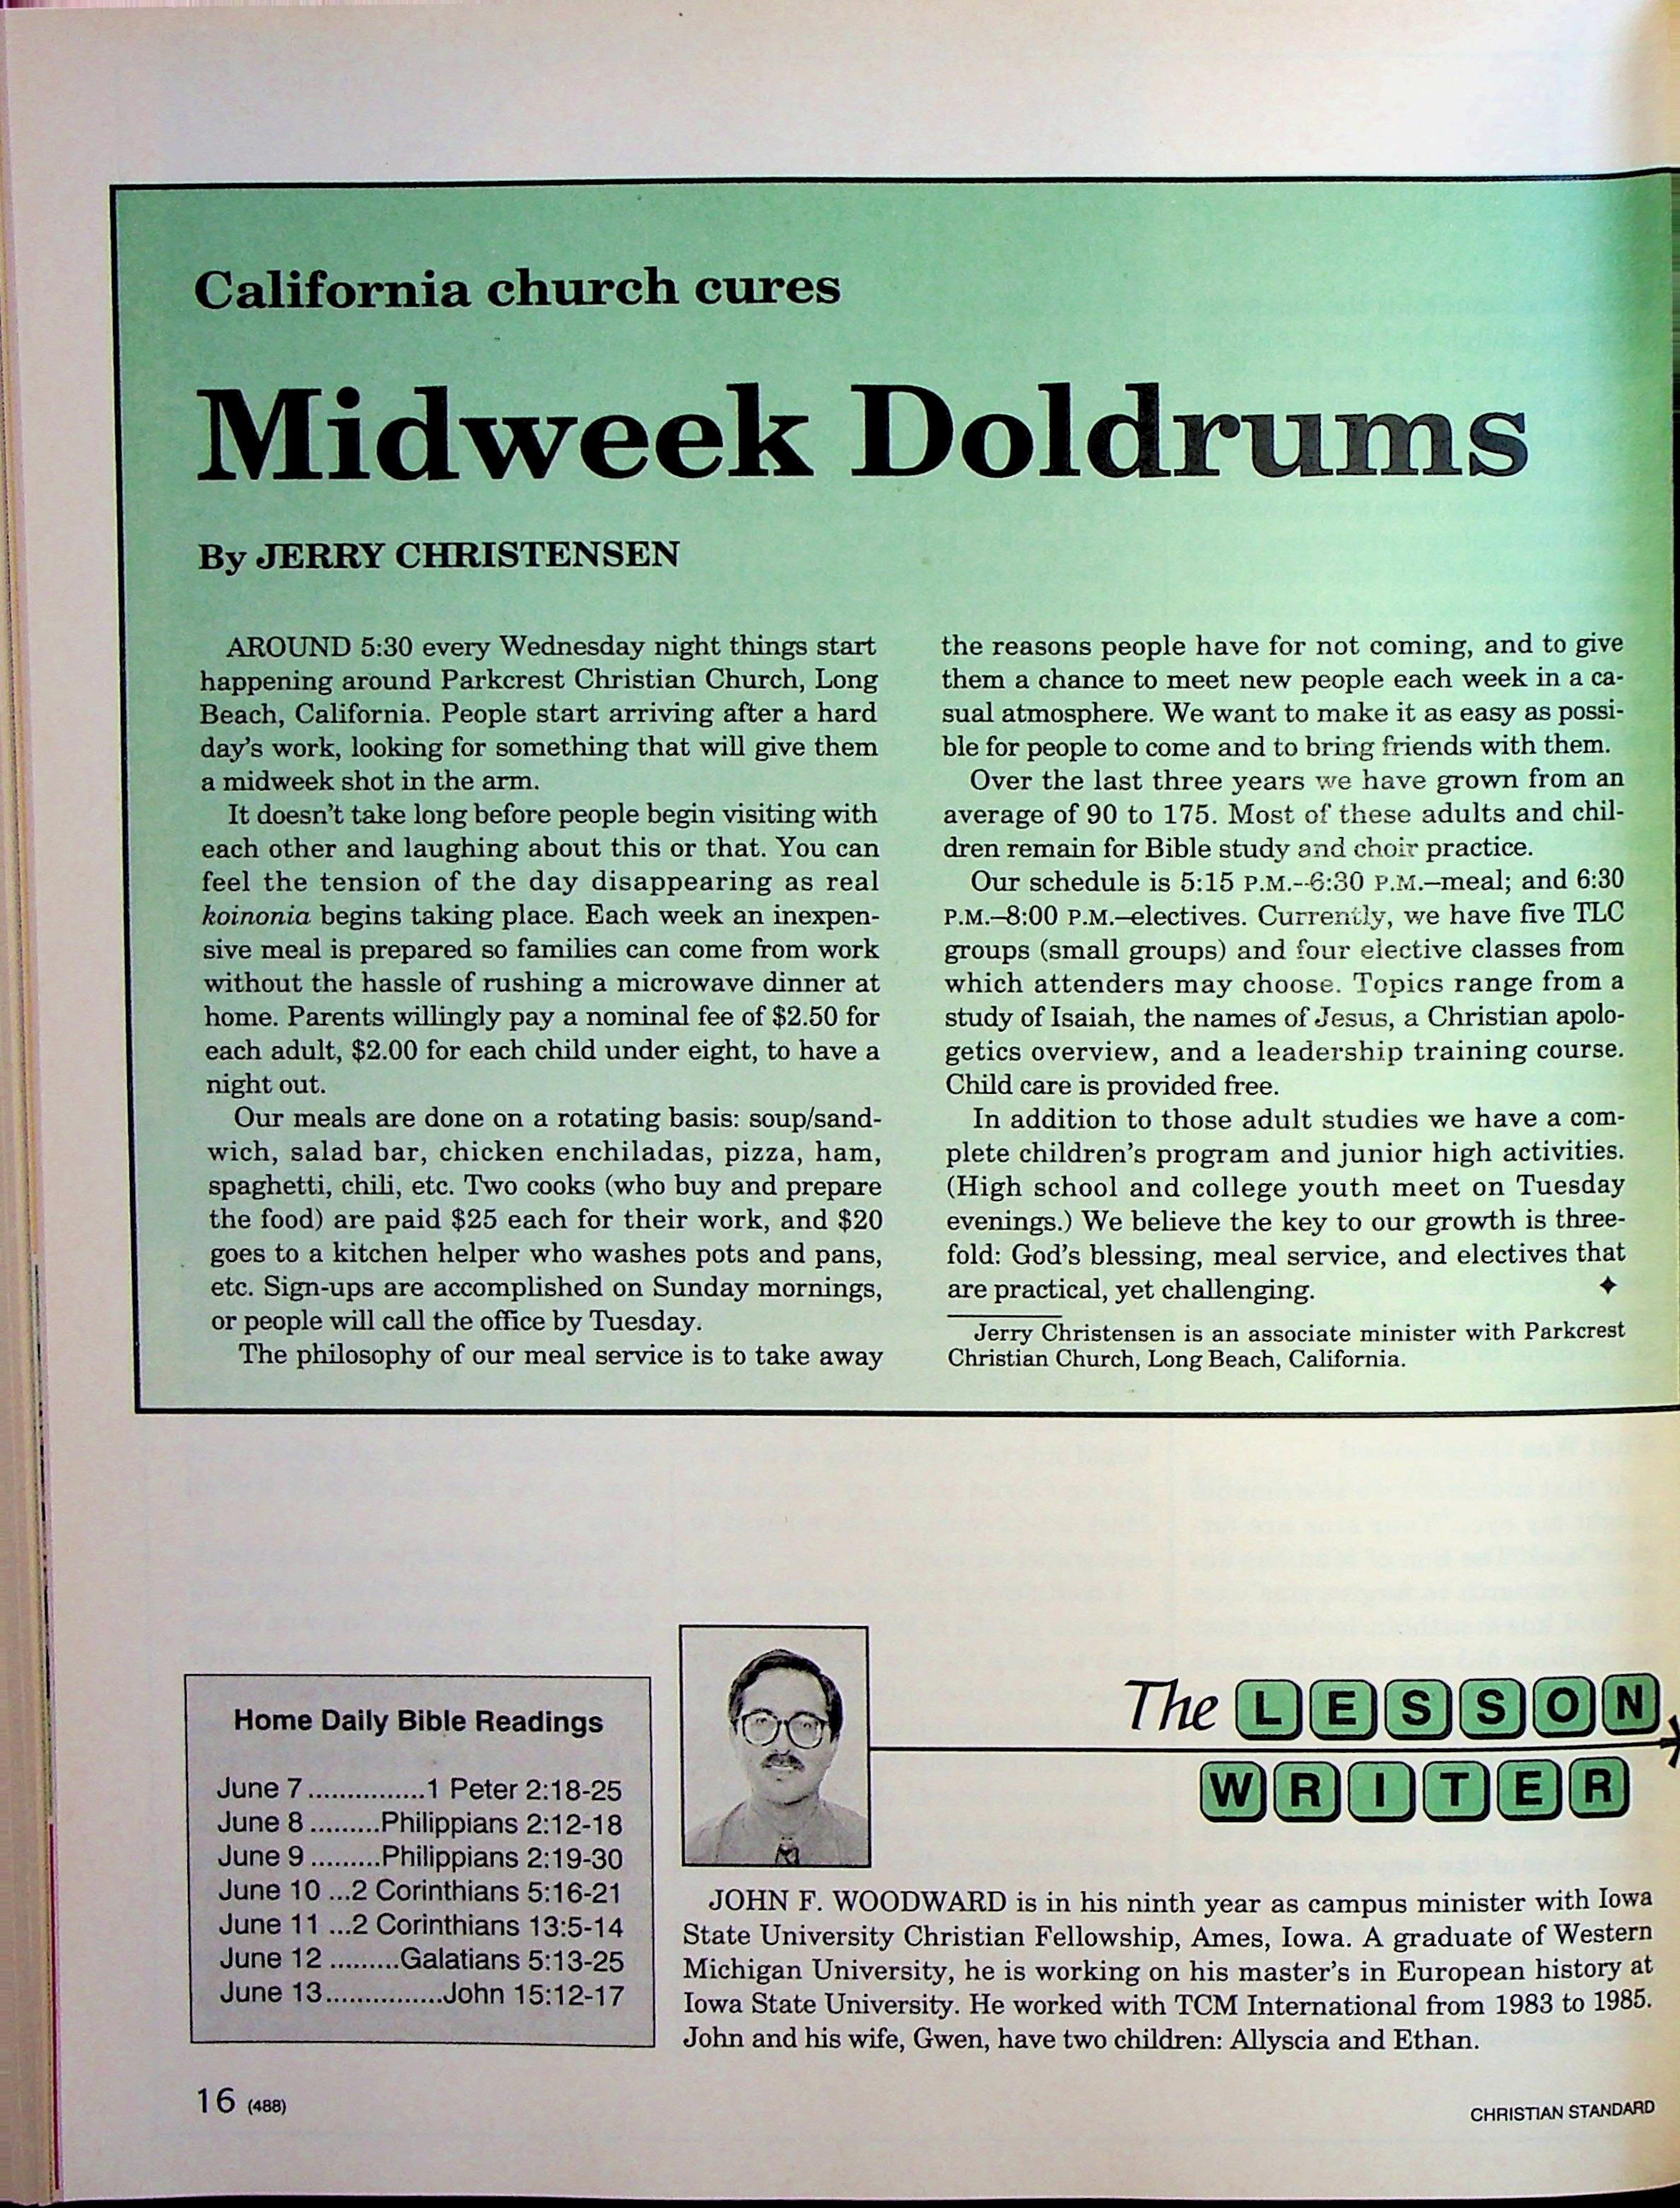 California church cures
Midweek Doldrums
By JERRY CHRISTENSEN
AROUND 5:30 every Wednesday night things start
happening around Parkcrest Christian Church, Long
Beach, California. People start arriving after a hard
day's work, looking for something that will give them
a midweek shot in the arm.
It doesn't take long before people begin visiting with
each other and laughing about this or that. You can
feel the tension of the day disappearing as real
koinonia begins taking place. Each week an inexpen-
sive meal is prepared so families can come from work
without the hassle of rushing a microwave dinner at
home. Parents willingly pay a nominal fee of $2.50 for
each adult, $2.00 for each child under eight, to have a
night out.
Our meals are done on a rotating basis: soup/sand-
wich, salad bar, chicken enchiladas, pizza, ham,
spaghetti, chili, etc. Two cooks (who buy and prepare
the food) are paid $25 each for their work, and $20
goes to a kitchen helper who washes pots and pans,
etc. Sign-ups are accomplished on Sunday mornings,
or people will call the office by Tuesday.
The philosophy of our meal service is to take away
the reasons people have for not coming, and to give
them a chance to meet new people each week in a ca-
sual atmosphere. We want to make it as easy as possi-
ble for people to come and to bring friends with them.
Over the last three years we have grown from an
average of 90 to 175. Most of these adults and chil-
dren remain for Bible study and choir practice.
Our schedule is 5:15 P.M.--6:30 P.M.–meal; and 6:30
P.M.–8:00 P.M.–electives. Currently, we have five TLC
groups (small groups) and four elective classes from
which attenders may choose. Topics range from a
study of Isaiah, the names of Jesus, a Christian apolo-
getics overview, and a leadership training course.
Child care is provided free.
In addition to those adult studies we have a com-
plete children's program and junior high activities.
(High school and college youth meet on Tuesday
evenings.) We believe the key to our growth is three-
fold: God's blessing, meal service, and electives that
are practical, yet challenging. ✦
Jerry Christensen is an associate minister with Parkcrest
Christian Church, Long Beach, California.
Home Daily Bible Readings
June 7...............1 Peter 2:18-25
June 8.........Philippians 2:12-18
June 9.........Philippians 2:19-30
June 10 ...2 Corinthians 5:16-21
June 11 ...2 Corinthians 13:5-14
June 12 .........Galatians 5:13-25
June 13................John 15:12-17
The LESSON
WRITER
JOHN F. WOODWARD is in his ninth year as campus minister with Iowa
State University Christian Fellowship, Ames, Iowa. A graduate of Western
Michigan University, he is working on his master's in European history at
Iowa State University. He worked with TCM International from 1983 to 1985.
John and his wife, Gwen, have two children: Allyscia and Ethan.
16 (488)
CHRISTIAN STANDARD